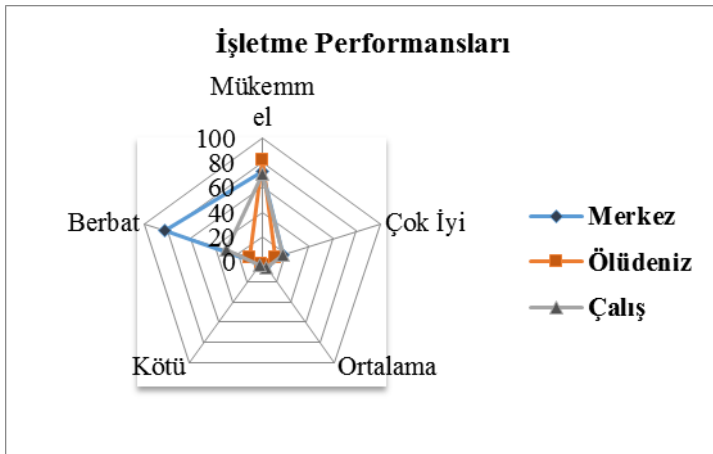 İşletme Performansları
Mükemm
el
100
80
60
40
20
0
Berbat
Çok İyi
Kötü
Ortalama
Merkez
Ölüdeniz
Çalış